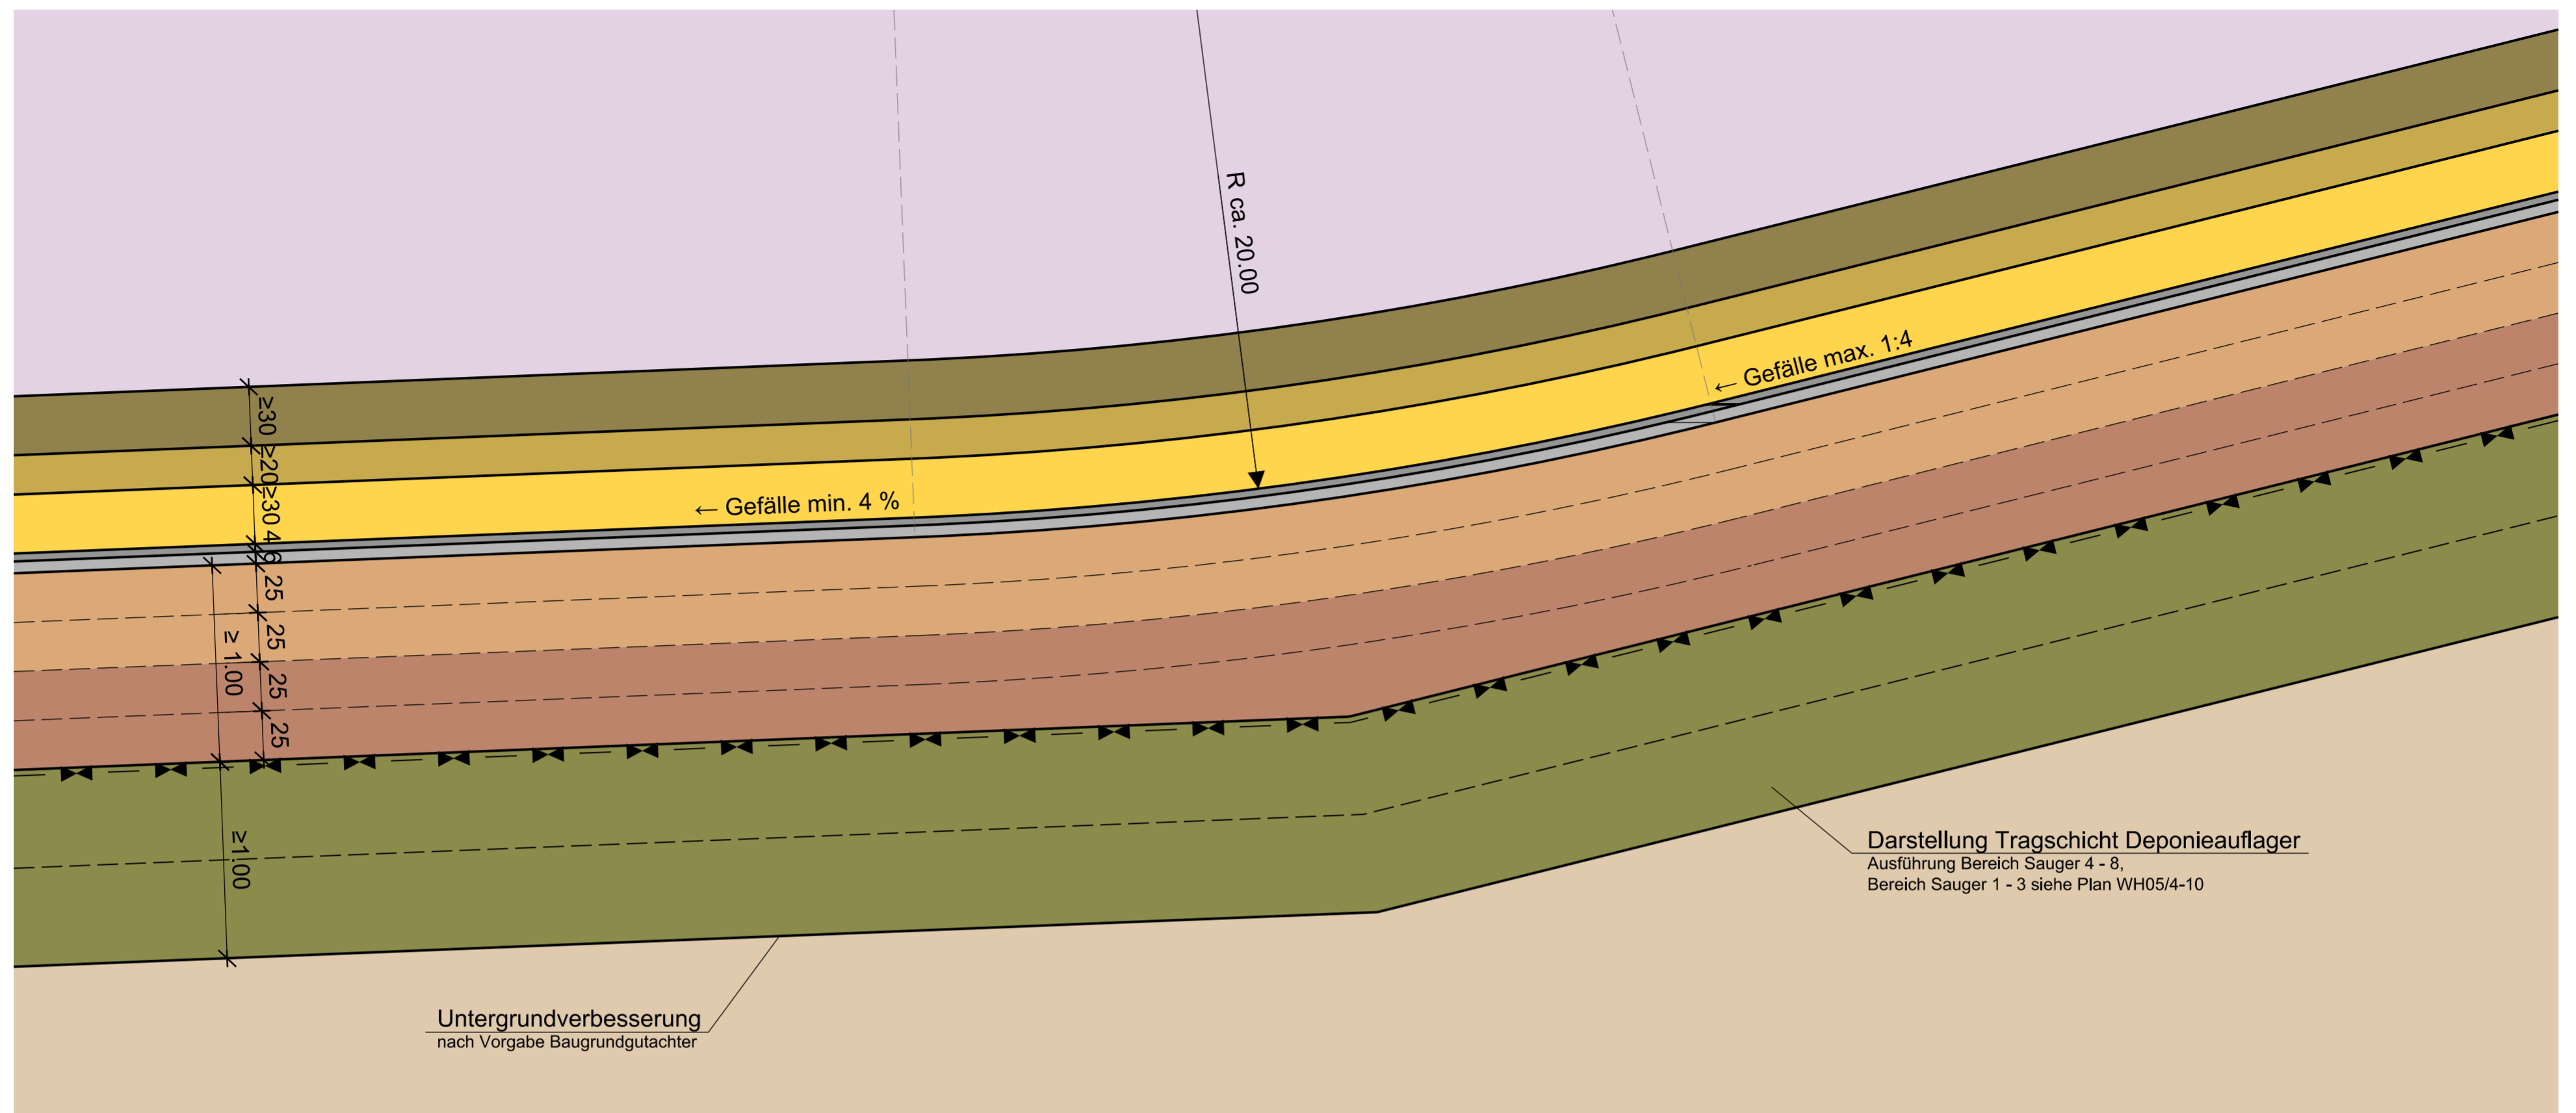 R ca. 20.00
← Gefälle max. 1:4
← Gefälle min. 4 %
≥30
≥20
≥30
4
6
25
25
25
25
≥ 1.00
≥1.00
Darstellung Tragschicht Deponieauflager
Ausführung Bereich Sauger 4 - 8,
Bereich Sauger 1 - 3 siehe Plan WH05/4-10
Untergrundverbesserung
nach Vorgabe Baugrundgutachter